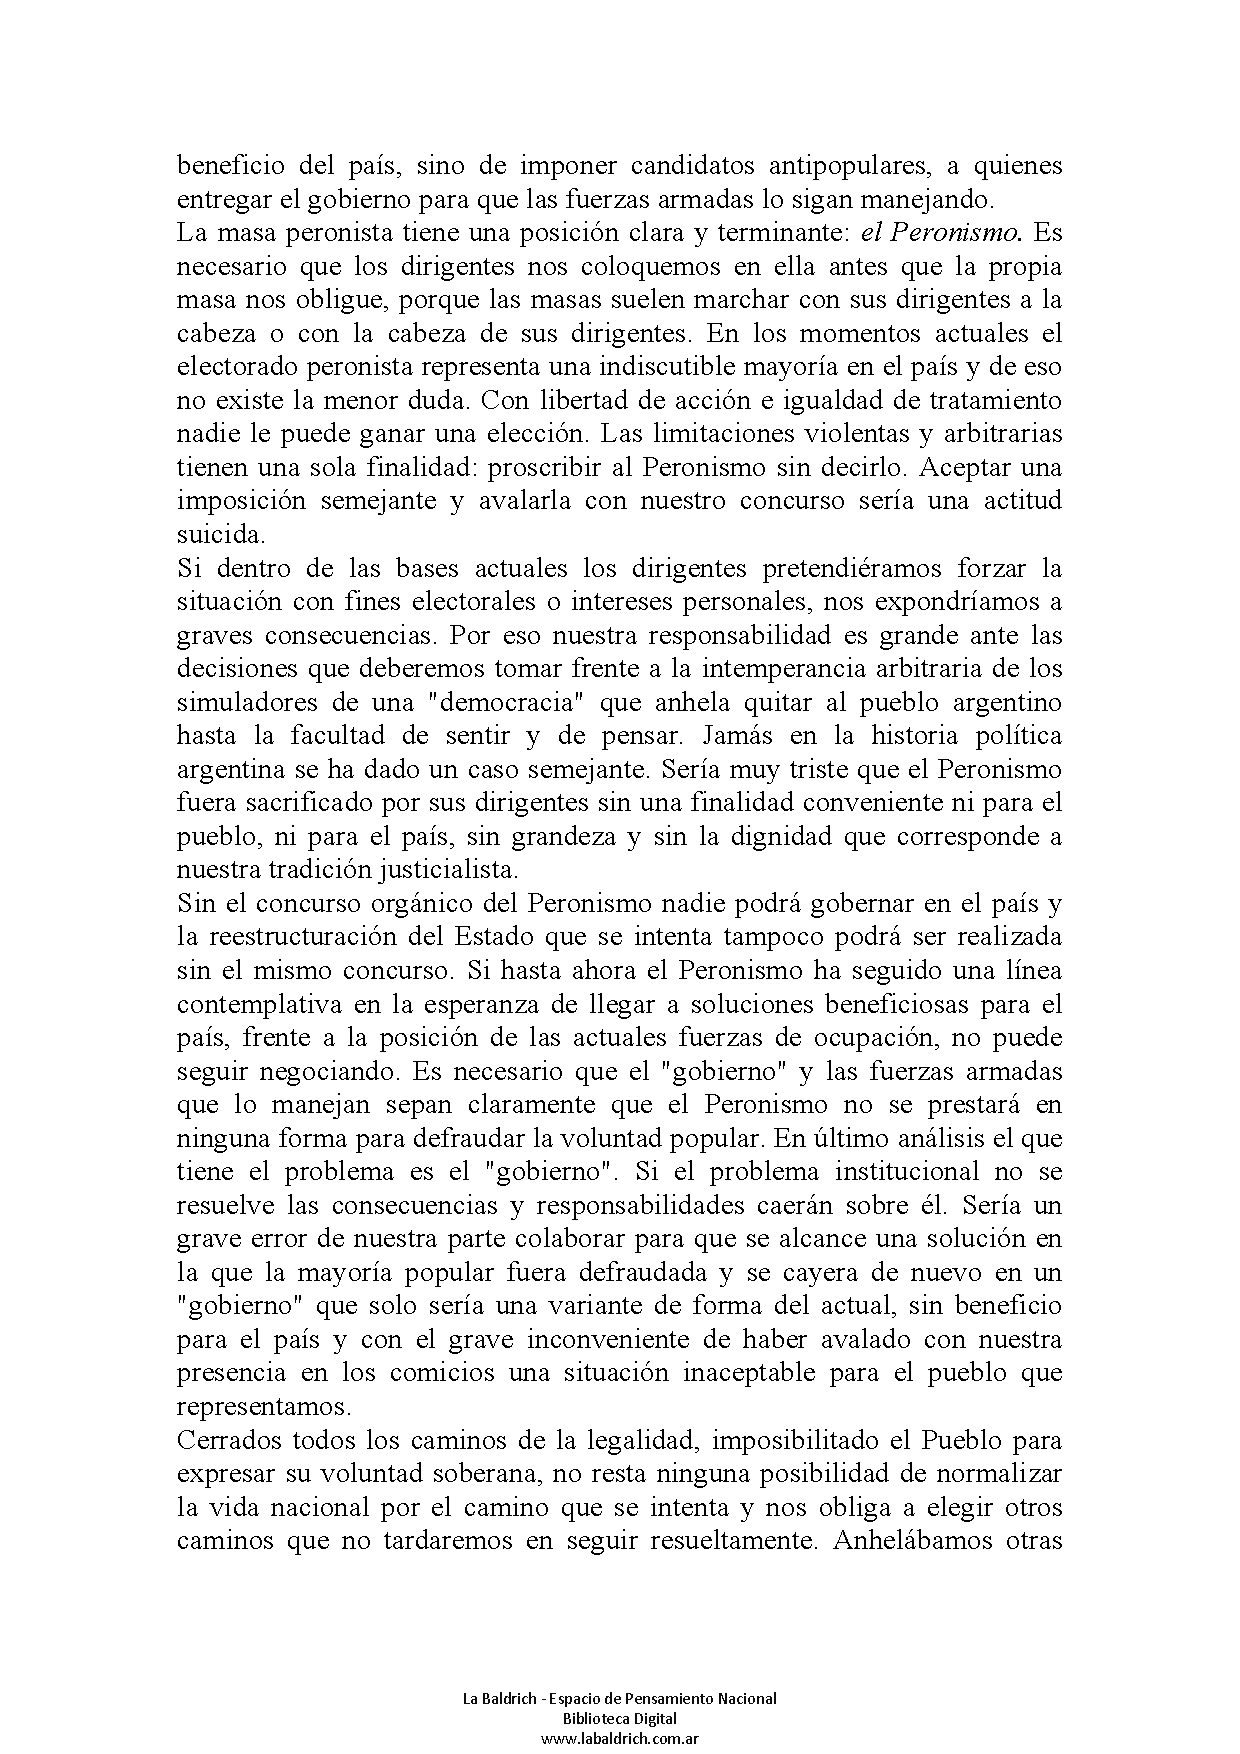 beneficio del país, sino de imponer candidatos antipopulares, a quienes
entregar el gobierno para que las fuerzas armadas lo sigan manejando.
La masa peronista tiene una posición clara y terminante: el Peronismo. Es
necesario que los dirigentes nos coloquemos en ella antes que la propia
masa nos obligue, porque las masas suelen marchar con sus dirigentes a la
cabeza o con la cabeza de sus dirigentes. En los momentos actuales el
electorado peronista representa una indiscutible mayoría en el país y de eso
no existe la menor duda. Con libertad de acción e igualdad de tratamiento
nadie le puede ganar una elección. Las limitaciones violentas y arbitrarias
tienen una sola finalidad: proscribir al Peronismo sin decirlo. Aceptar una
imposición semejante y avalarla con nuestro concurso sería una actitud
suicida.
Si dentro de las bases actuales los dirigentes pretendiéramos forzar la
situación con fines electorales o intereses personales, nos expondríamos a
graves consecuencias. Por eso nuestra responsabilidad es grande ante las
decisiones que deberemos tomar frente a la intemperancia arbitraria de los
simuladores de una "democracia" que anhela quitar al pueblo argentino
hasta la facultad de sentir y de pensar. Jamás en la historia política
argentina se ha dado un caso semejante. Sería muy triste que el Peronismo
fuera sacrificado por sus dirigentes sin una finalidad conveniente ni para el
pueblo, ni para el país, sin grandeza y sin la dignidad que corresponde a
nuestra tradición justicialista.
Sin el concurso orgánico del Peronismo nadie podrá gobernar en el país y
la reestructuración del Estado que se intenta tampoco podrá ser realizada
sin el mismo concurso. Si hasta ahora el Peronismo ha seguido una línea
contemplativa en la esperanza de llegar a soluciones beneficiosas para el
país, frente a la posición de las actuales fuerzas de ocupación, no puede
seguir negociando. Es necesario que el "gobierno" y las fuerzas armadas
que lo manejan sepan claramente que el Peronismo no se prestará en
ninguna forma para defraudar la voluntad popular. En último análisis el que
tiene el problema es el "gobierno". Si el problema institucional no se
resuelve las consecuencias y responsabilidades caerán sobre él. Sería un
grave error de nuestra parte colaborar para que se alcance una solución en
la que la mayoría popular fuera defraudada y se cayera de nuevo en un
"gobierno" que solo sería una variante de forma del actual, sin beneficio
para el país y con el grave inconveniente de haber avalado con nuestra
presencia en los comicios una situación inaceptable para el pueblo que
representamos.
Cerrados todos los caminos de la legalidad, imposibilitado el Pueblo para
expresar su voluntad soberana, no resta ninguna posibilidad de normalizar
la vida nacional por el camino que se intenta y nos obliga a elegir otros
caminos que no tardaremos en seguir resueltamente. Anhelábamos otras
La Baldrich - Espacio de Pensamiento Nacional
Biblioteca Digital
www.labaldrich.com.ar